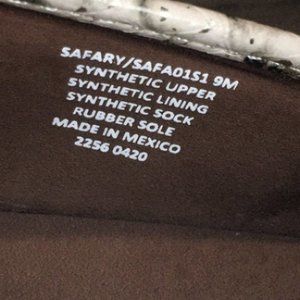 SAFARY/SAFA01S1 9M
SYNTHETIC UPPER
SYNTHETIC LINING
SYNTHETIC SOCK
RUBBER SOLE
MADE IN MEXICO
2256 0420